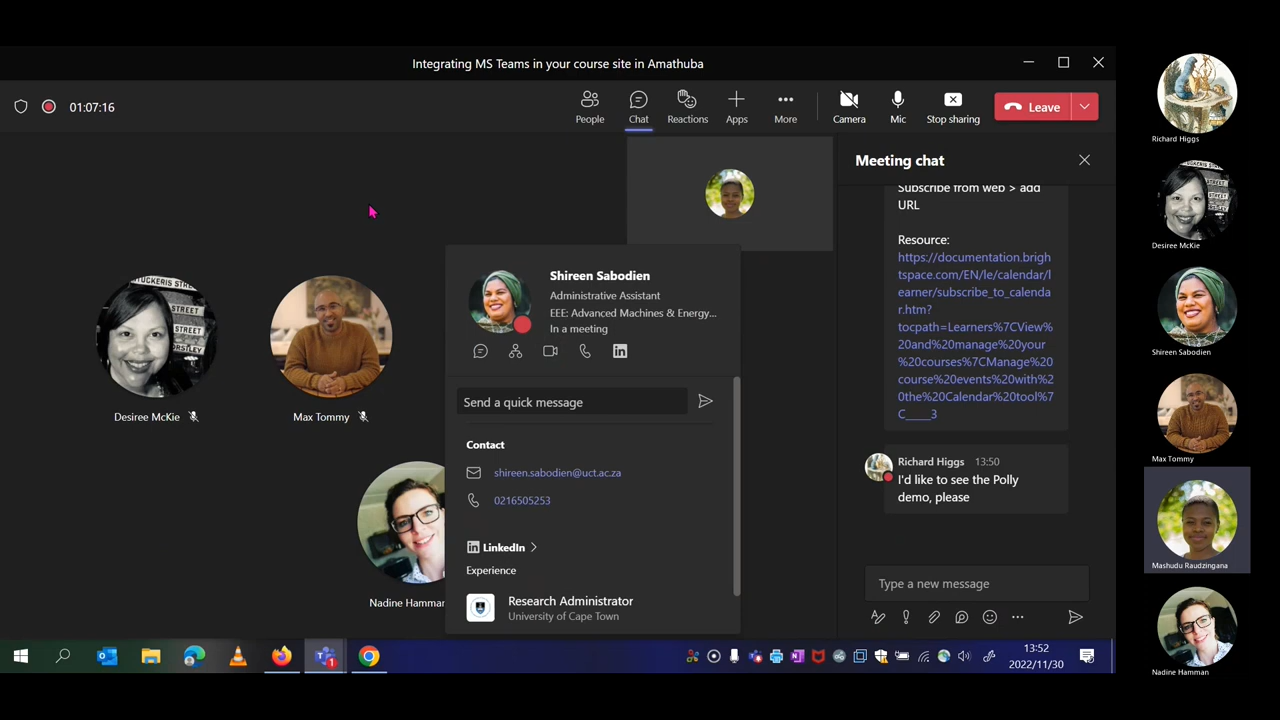 Integrating MS Teams in your course site in Amathuba
01:07:16
People
Chat
Reactions
Apps
More
Camera
Mic
Stop sharing
Leave
Desiree McKie
Max Tommy
Nadine Hamman
Shireen Sabodien
Administrative Assistant
EEE: Advanced Machines & Energy...
In a meeting
Send a quick message
Contact
shireen.sabodien@uct.ac.za
0216505253
LinkedIn
Experience
Research Administrator
University of Cape Town
Meeting chat
Subscribe from web > add
URL
Resource:
https://documentation.brigh
tspace.com/EN/le/calendar/l
earner/subscribe_to_calenda
r.htm?
tocpath=Learners%7CView%
20and%20manage%20your
%20courses%7CManage%20
course%20events%20with%2
0the%20Calendar%20tool%7
C____3
Richard Higgs 13:50
I'd like to see the Polly
demo, please
Type a new message
13:52
2022/11/30
Richard Higgs
Desiree McKie
Shireen Sabodien
Max Tommy
Mashudu Raudzingana
Nadine Hamman